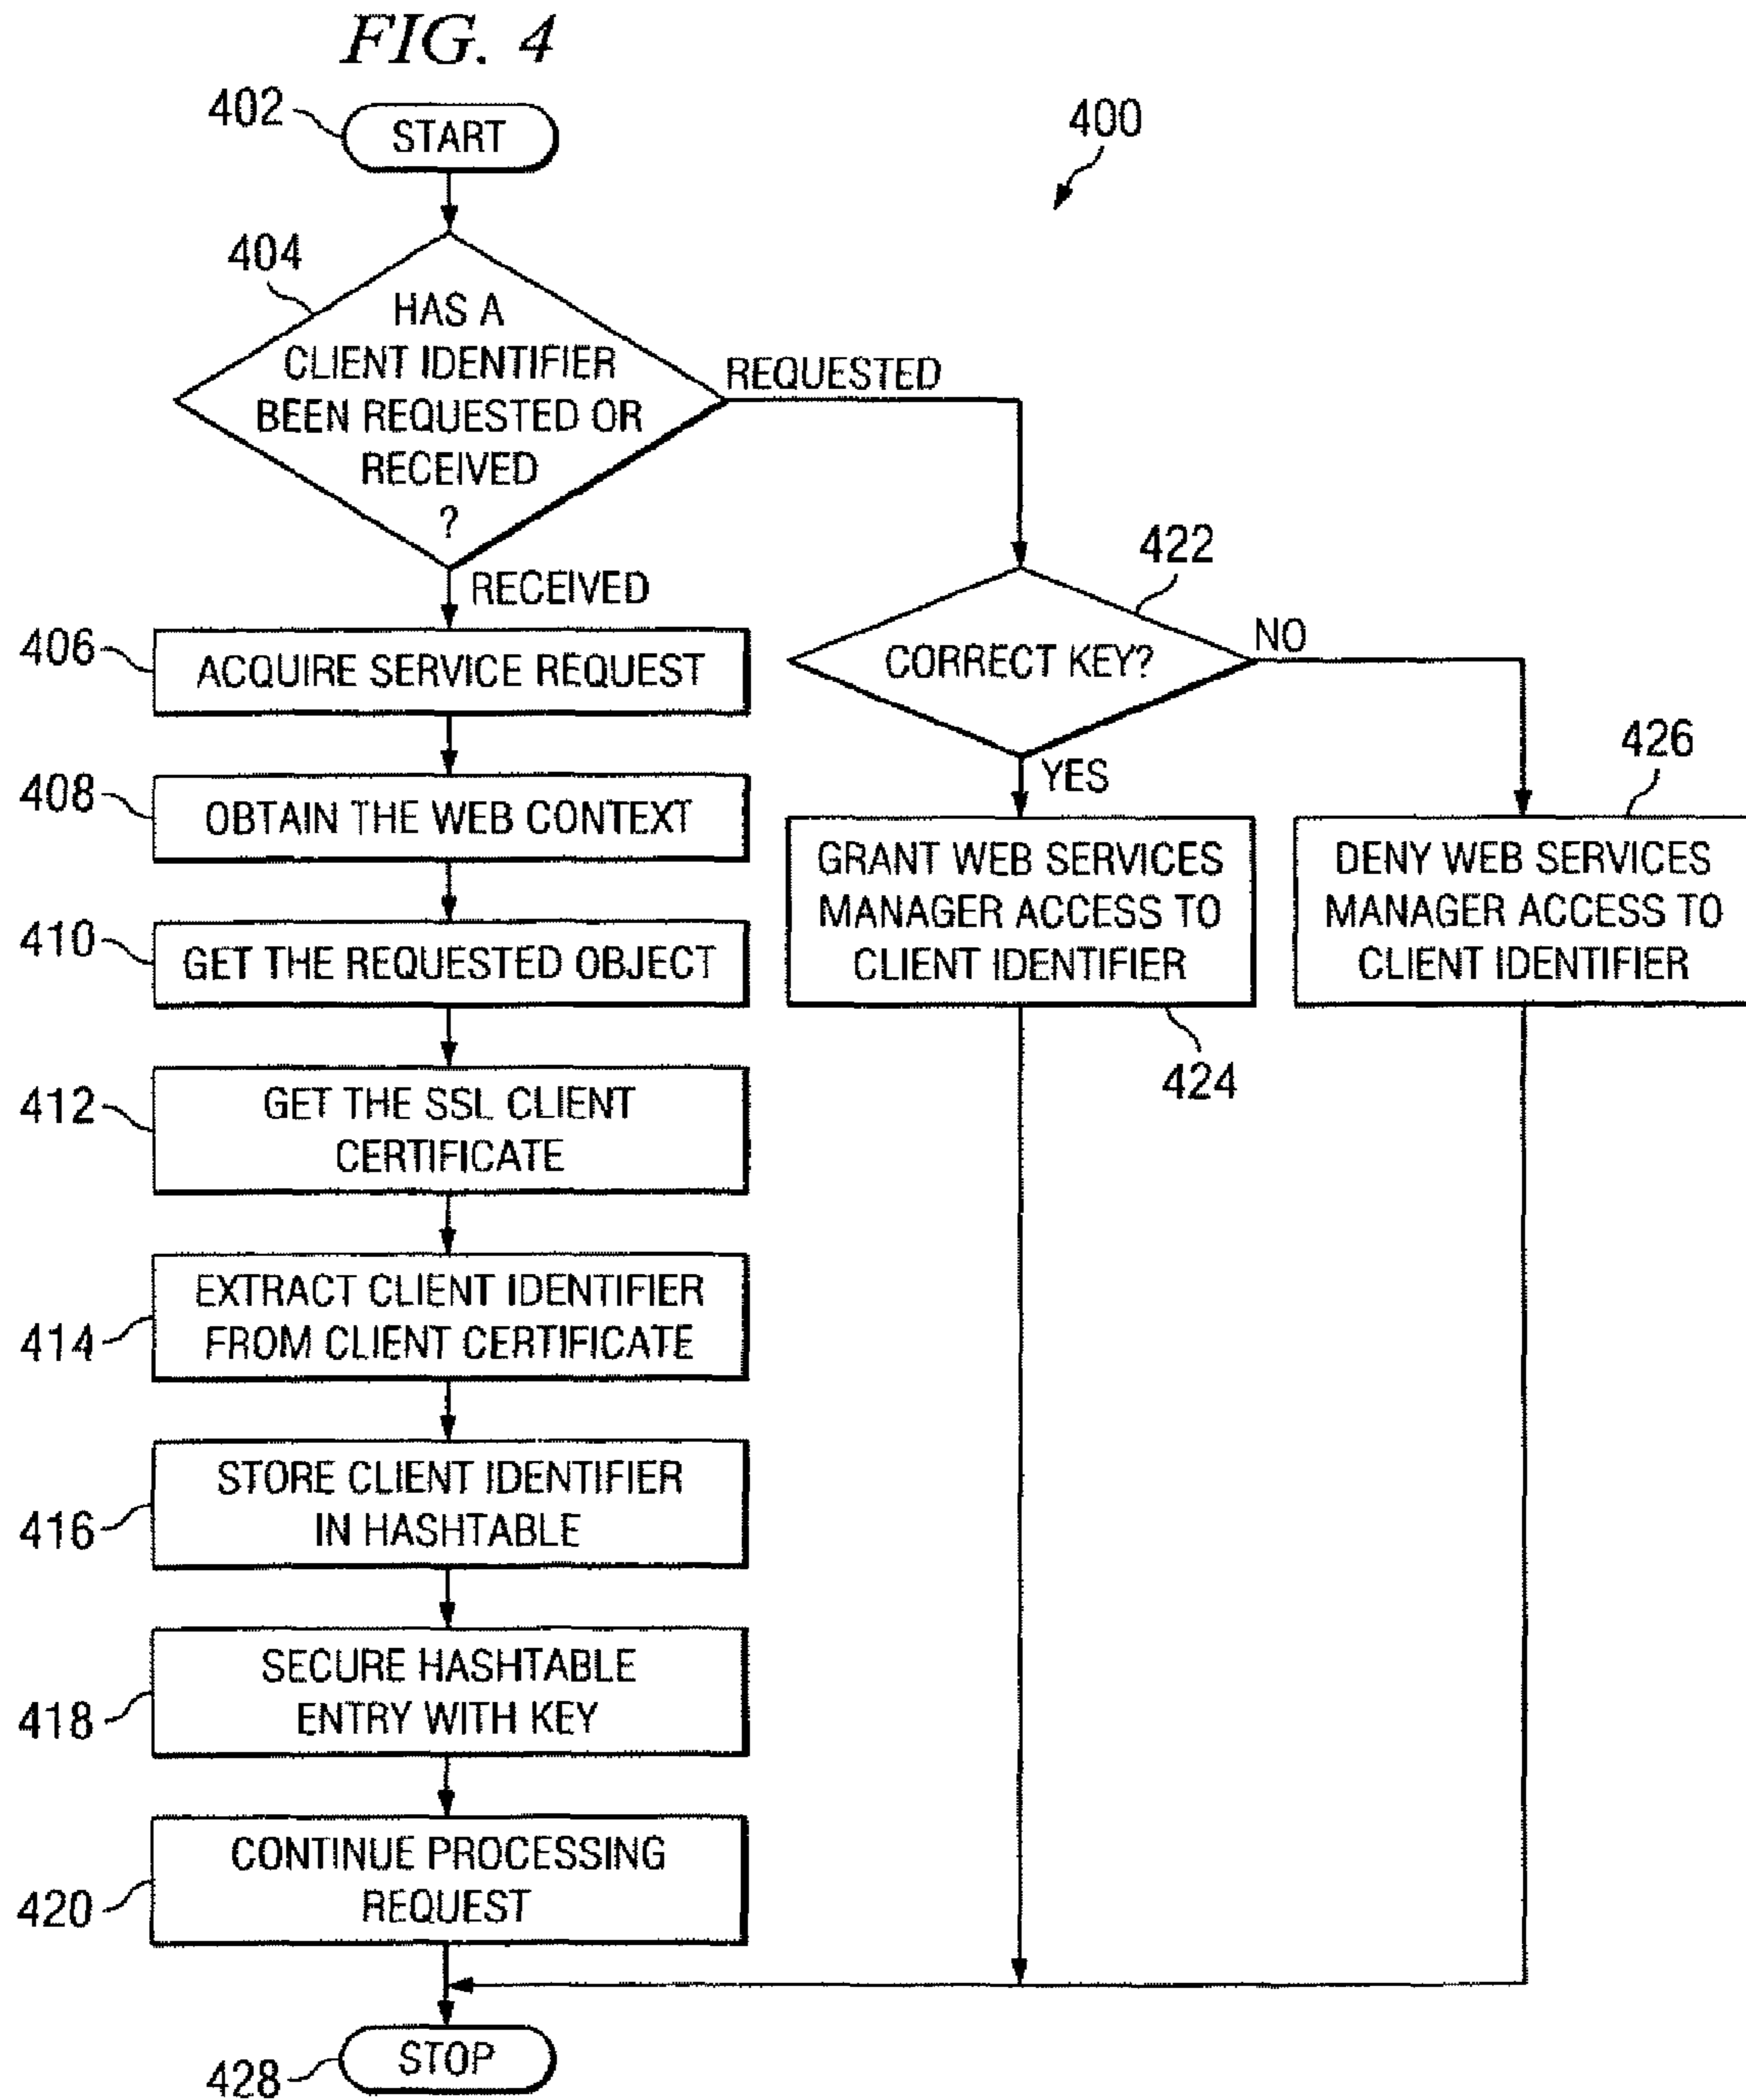 FIG. 4
402
START
400
404
HAS A
CLIENT IDENTIFIER
BEEN REQUESTED OR
RECEIVED
?
REQUESTED
RECEIVED
422
CORRECT KEY?
NO
YES
406
ACQUIRE SERVICE REQUEST
408
OBTAIN THE WEB CONTEXT
426
GRANT WEB SERVICES
MANAGER ACCESS TO
CLIENT IDENTIFIER
424
DENY WEB SERVICES
MANAGER ACCESS TO
CLIENT IDENTIFIER
410
GET THE REQUESTED OBJECT
412
GET THE SSL CLIENT
CERTIFICATE
414
EXTRACT CLIENT IDENTIFIER
FROM CLIENT CERTIFICATE
416
STORE CLIENT IDENTIFIER
IN HASHTABLE
418
SECURE HASHTABLE
ENTRY WITH KEY
420
CONTINUE PROCESSING
REQUEST
428
STOP